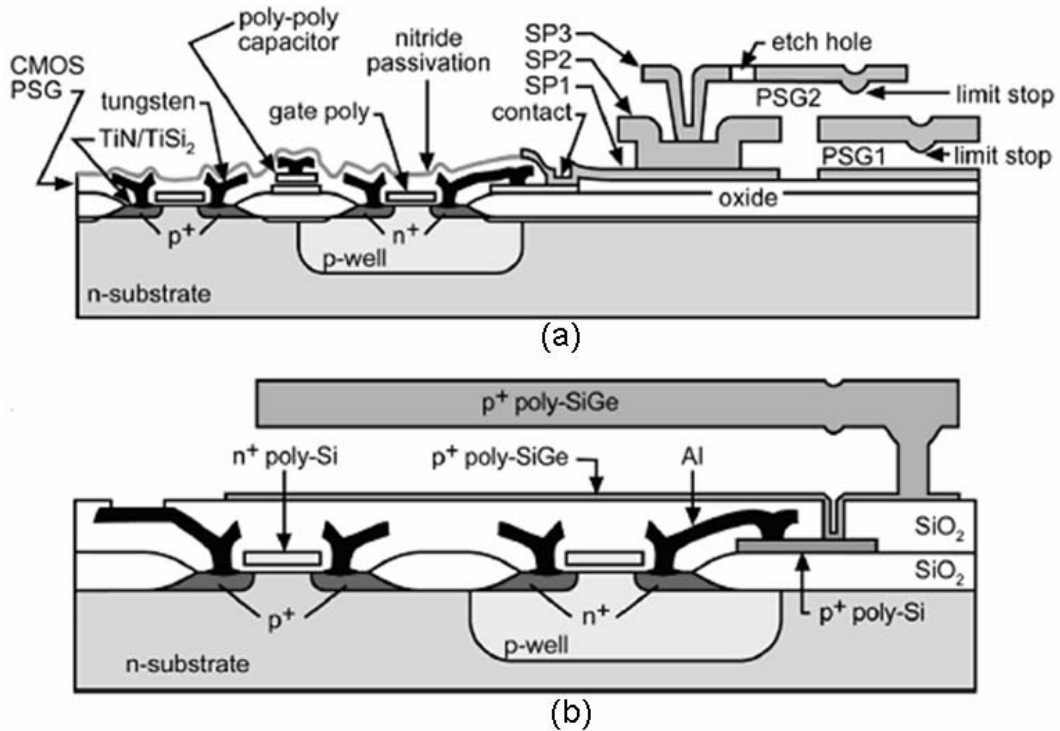 poly-poly
capacitor
nitride
passivation
SP3
SP2
SP1
etch hole
CMOS
PSG
tungsten
TiN/TiSi₂
gate poly
contact
PSG2
limit stop
PSG1
limit stop
oxide
p⁺
n⁺
p-well
n-substrate
(a)
p⁺ poly-SiGe
n⁺ poly-Si
p⁺ poly-SiGe
Al
SiO₂
SiO₂
p⁺
n⁺
p⁺ poly-Si
p-well
n-substrate
(b)